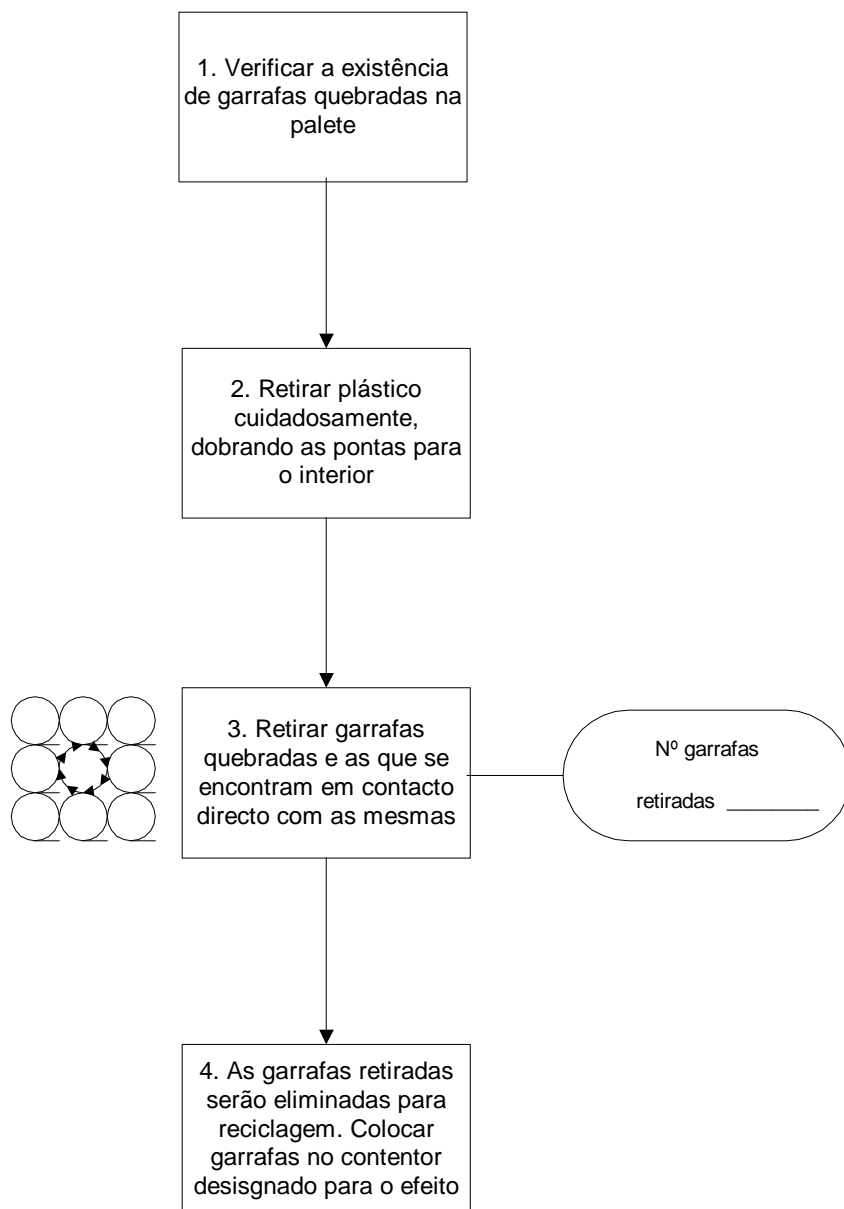 1. Verificar a existência
de garrafas quebradas na
palete
2. Retirar plástico
cuidadosamente,
dobrando as pontas para
o interior
3. Retirar garrafas
quebradas e as que se
encontram em contacto
directo com as mesmas
Nº garrafas
retiradas ________
4. As garrafas retiradas
serão eliminadas para
reciclagem. Colocar
garrafas no contentor
desisgnado para o efeito